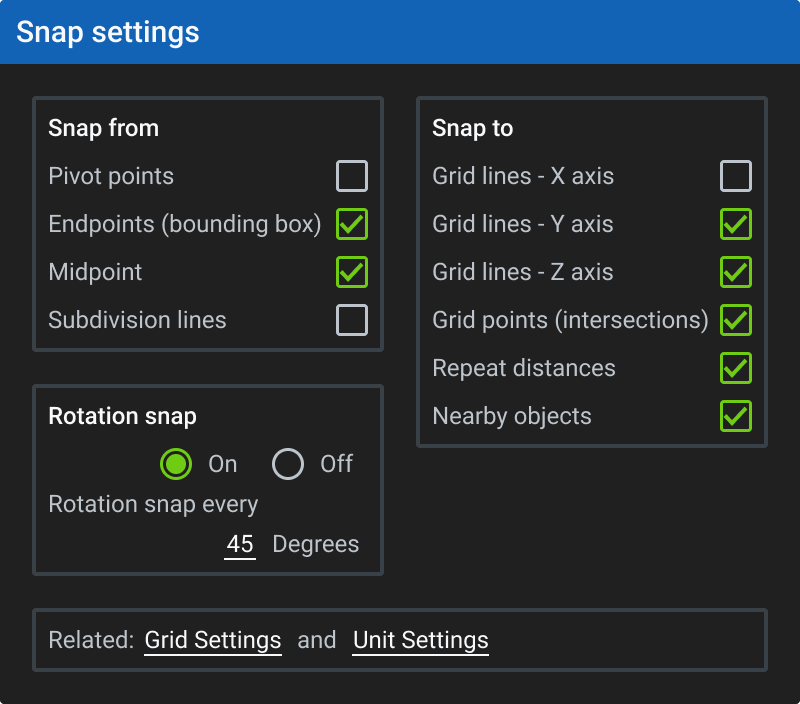 Snap settings
Snap from
Pivot points
Endpoints (bounding box)
Midpoint
Subdivision lines
Snap to
Grid lines - X axis
Grid lines - Y axis
Grid lines - Z axis
Grid points (intersections)
Repeat distances
Nearby objects
Rotation snap
On Off
Rotation snap every
45 Degrees
Related: Grid Settings and Unit Settings